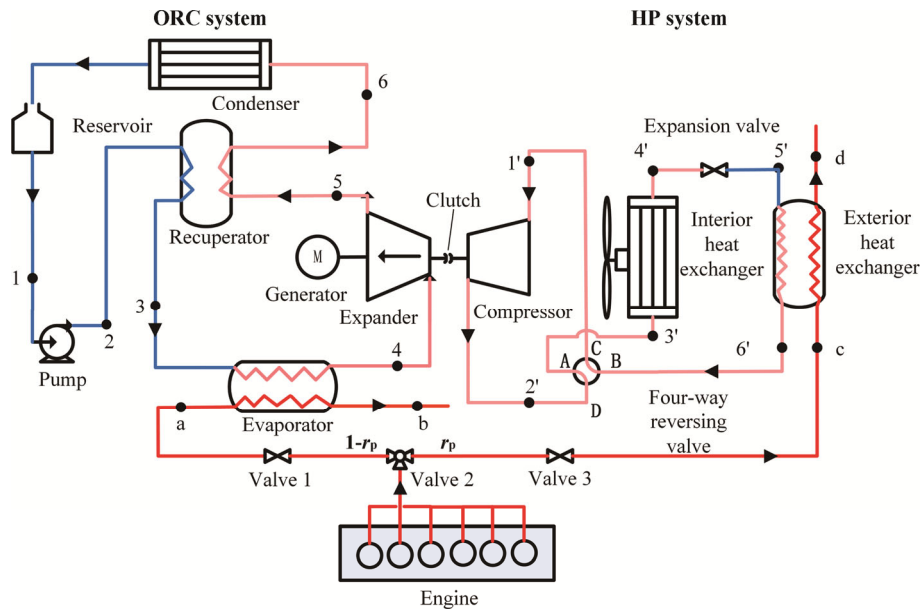 ORC system
HP system
6
Condenser
Reservoir
Expansion valve
4'
5'
d
1'
5
Clutch
Recuperator
Interior
heat
exchanger
Exterior
heat
exchanger
M
Generator
Expander
Compressor
1
2
3
Pump
4
3'
A
C
B
D
6'
c
2'
Four-way
reversing
valve
a
Evaporator
b
1-rp
rp
Valve 1
Valve 2
Valve 3
Engine